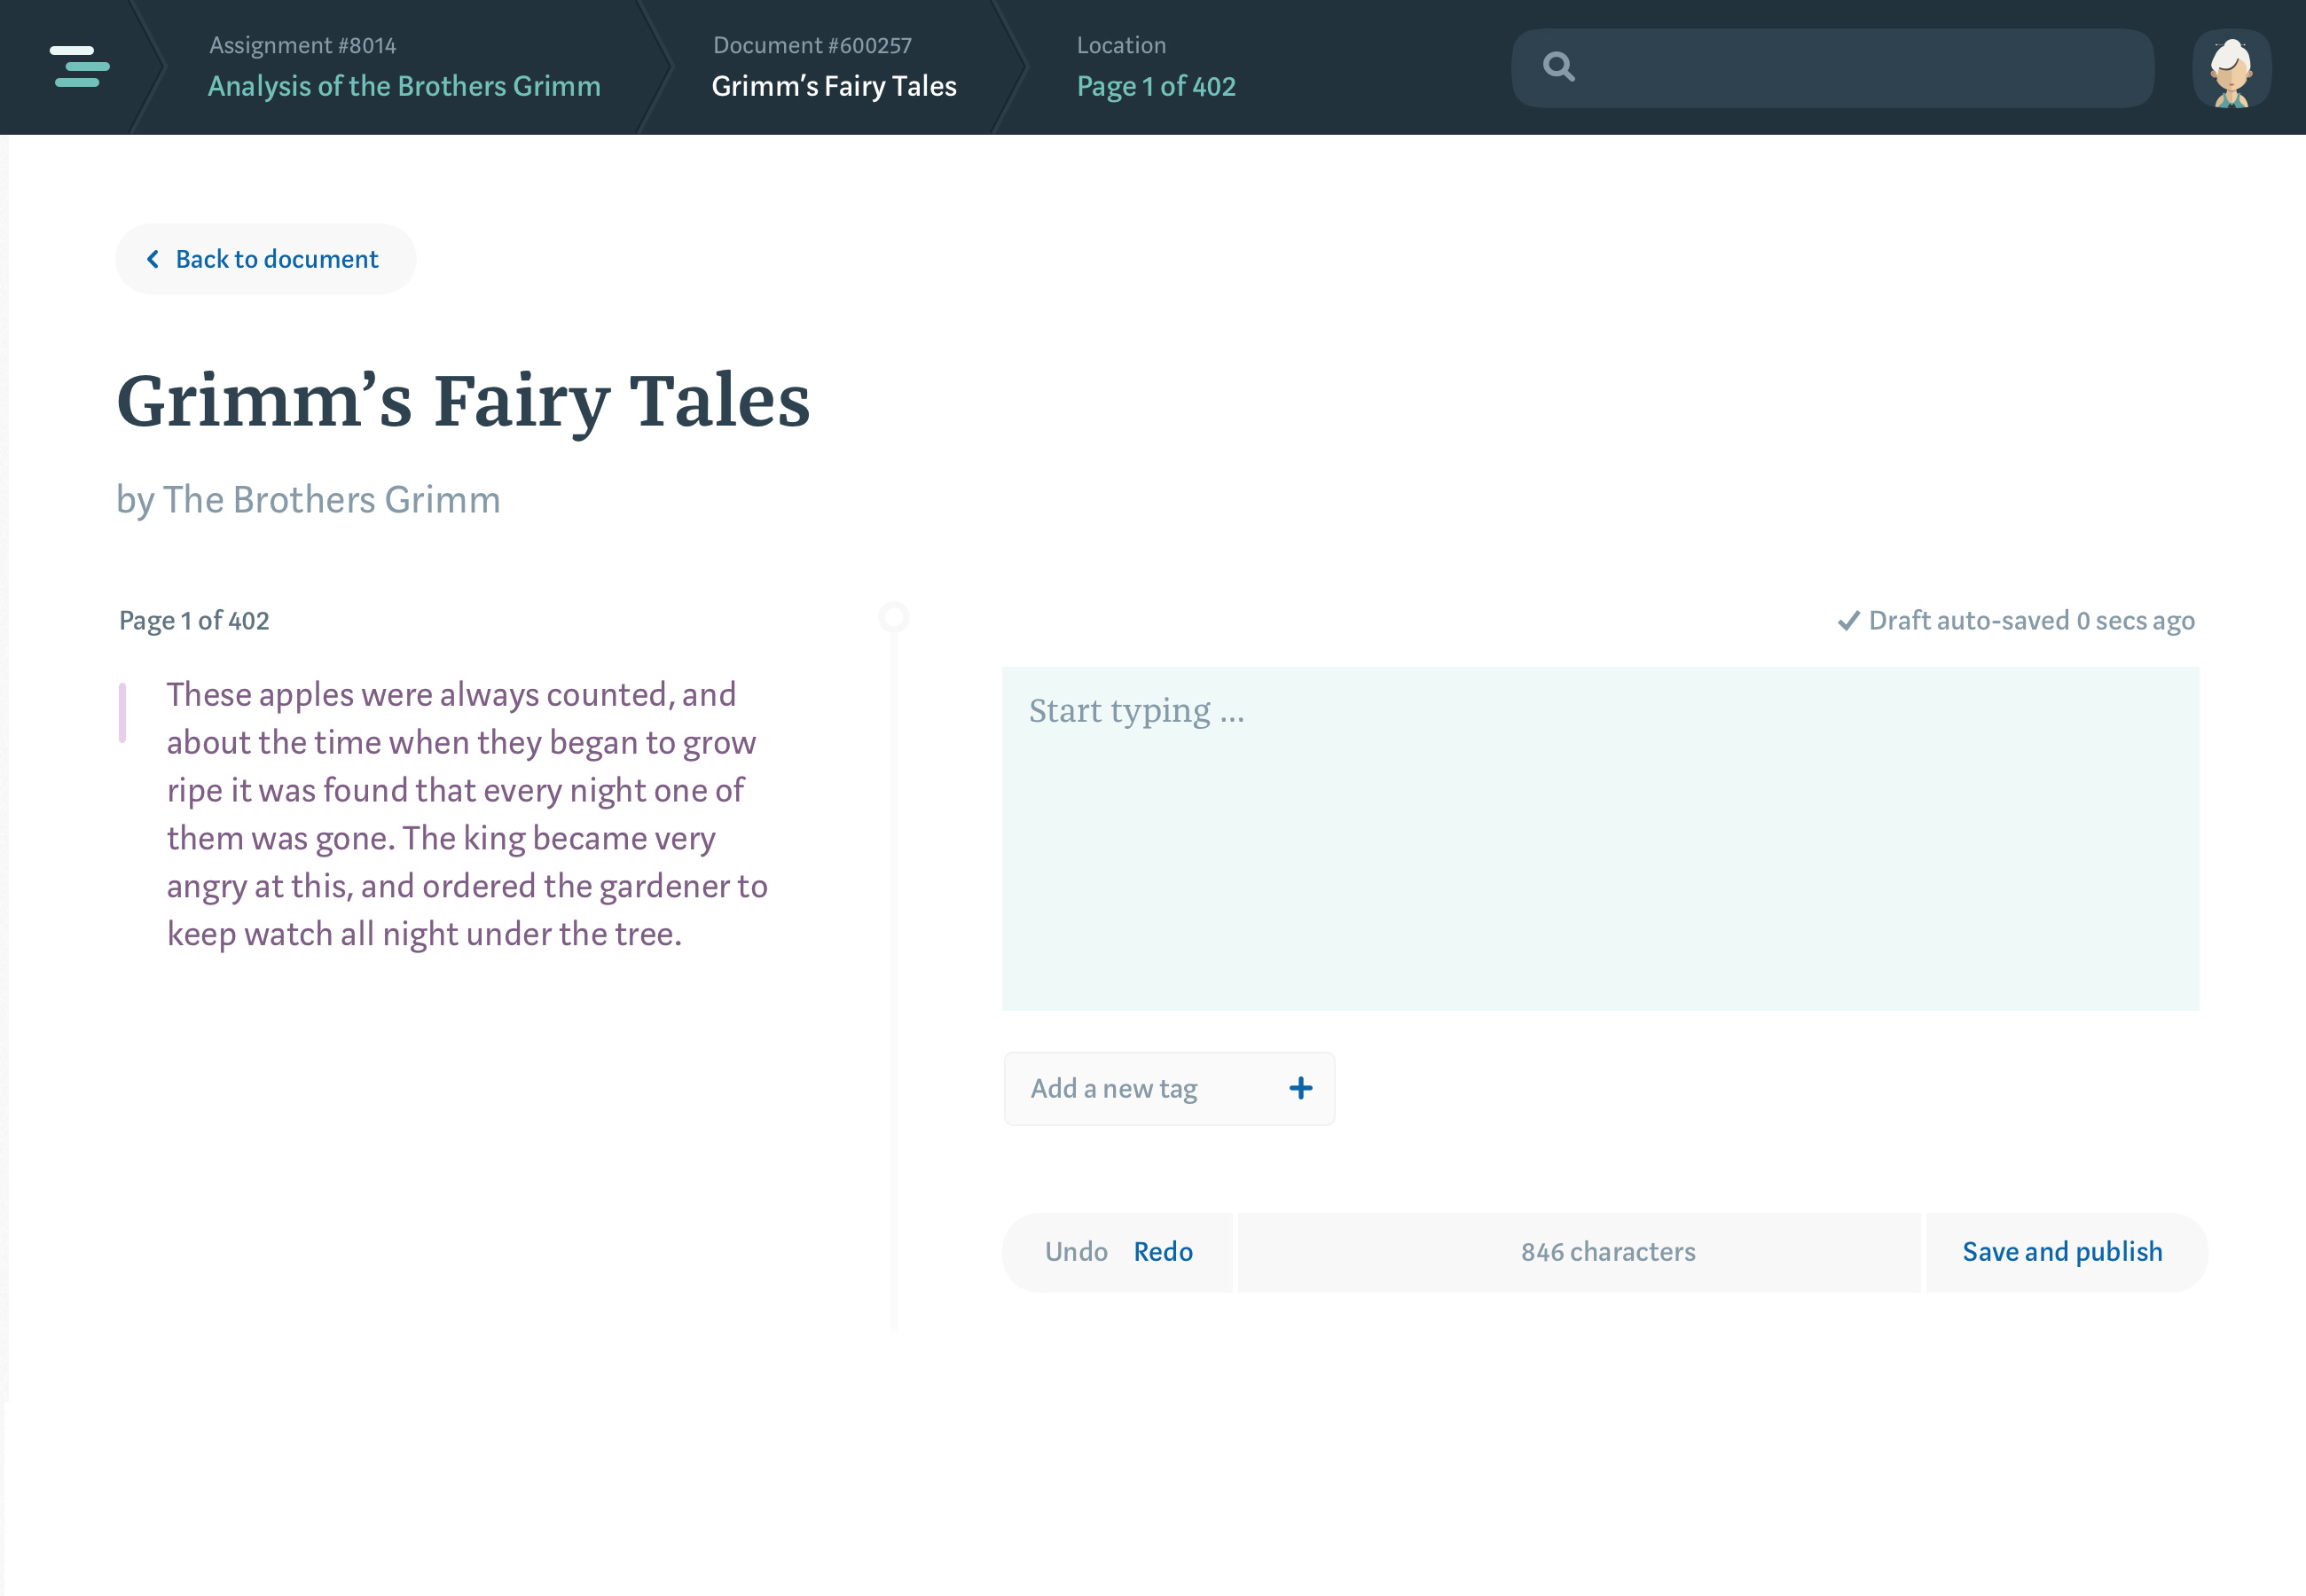 Assignment #8014
Analysis of the Brothers Grimm
Document #600257
Grimm’s Fairy Tales
Location
Page 1 of 402
Back to document
Grimm’s Fairy Tales
by The Brothers Grimm
Page 1 of 402
These apples were always counted, and
about the time when they began to grow
ripe it was found that every night one of
them was gone. The king became very
angry at this, and ordered the gardener to
keep watch all night under the tree.
Draft auto-saved 0 secs ago
Start typing ...
Add a new tag
Undo Redo
846 characters
Save and publish